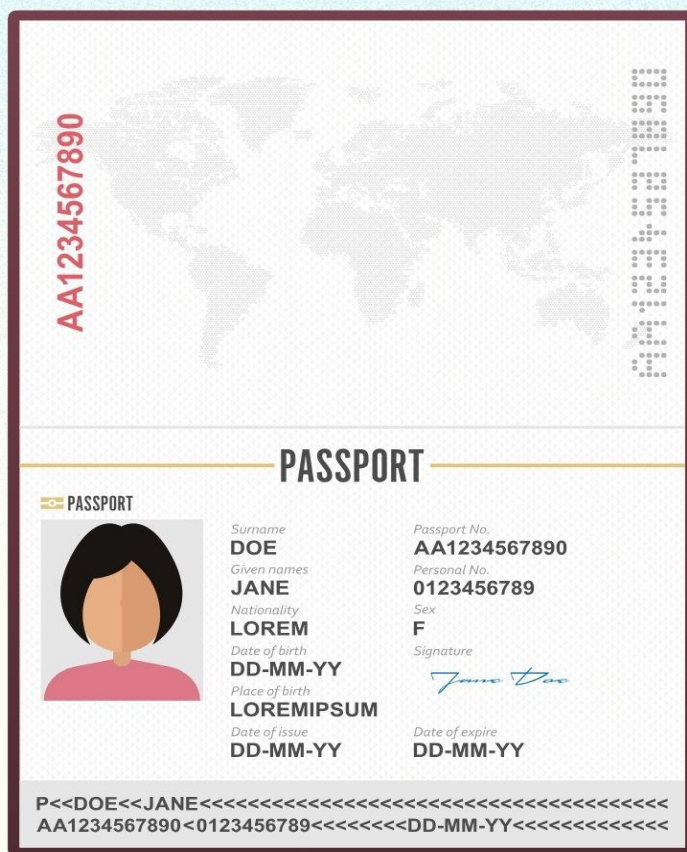 AA1234567890
AA1234567890
PASSPORT
PASSPORT
Surname
DOE
Given names
JANE
Nationality
LOREM
Date of birth
DD-MM-YY
Place of birth
LOREMIPSUM
Date of issue
DD-MM-YY
Passport No.
AA1234567890
Personal No.
0123456789
Sex
F
Signature
Jane Doe
Date of expire
DD-MM-YY
P<<DOE<<JANE<<<<<<<<<<<<<<<<<<<<<<<<<<<<<<<<<<<<<<
AA1234567890<0123456789<<<<<<<<DD-MM-YY<<<<<<<<<<<<<